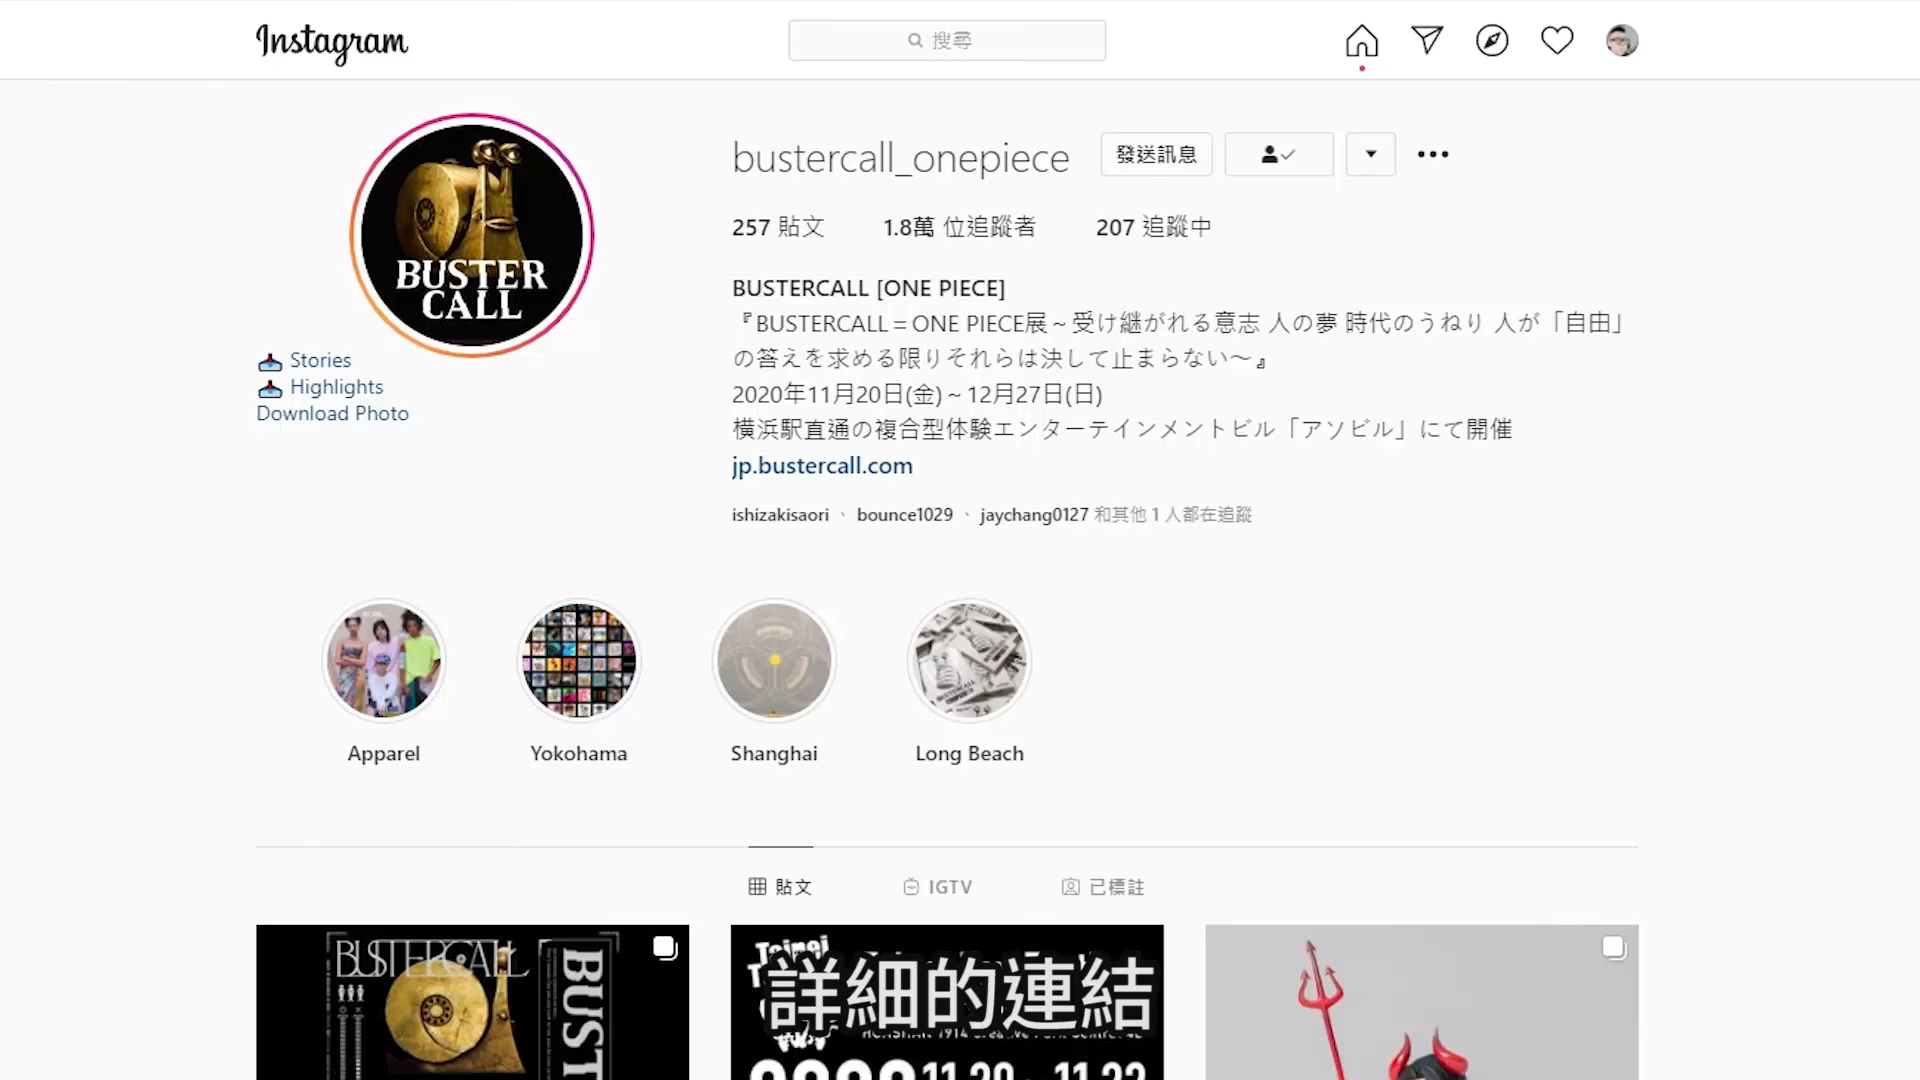 Instagram
搜尋
BUSTER
CALL
bustercall_onepiece
發送訊息
257 貼文 1.8萬 位追蹤者 207 追蹤中
BUSTERCALL [ONE PIECE]
『BUSTERCALL＝ONE PIECE展～受け継がれる意志 人の夢 時代のうねり 人が「自由」
の答えを求める限りそれらは決して止まらない〜』
2020年11月20日(金)～12月27日(日)
横浜駅直通の複合型体験エンターテインメントビル「アソビル」にて開催
jp.bustercall.com
ishizakisaori、bounce1029、jaychang0127 和其他 1 人都在追蹤
Stories
Highlights
Download Photo
Apparel
Yokohama
Shanghai
Long Beach
貼文
IGTV
已標註
BUSTERCALL
BUST
Taipei
詳細的連結
11.20
11.22